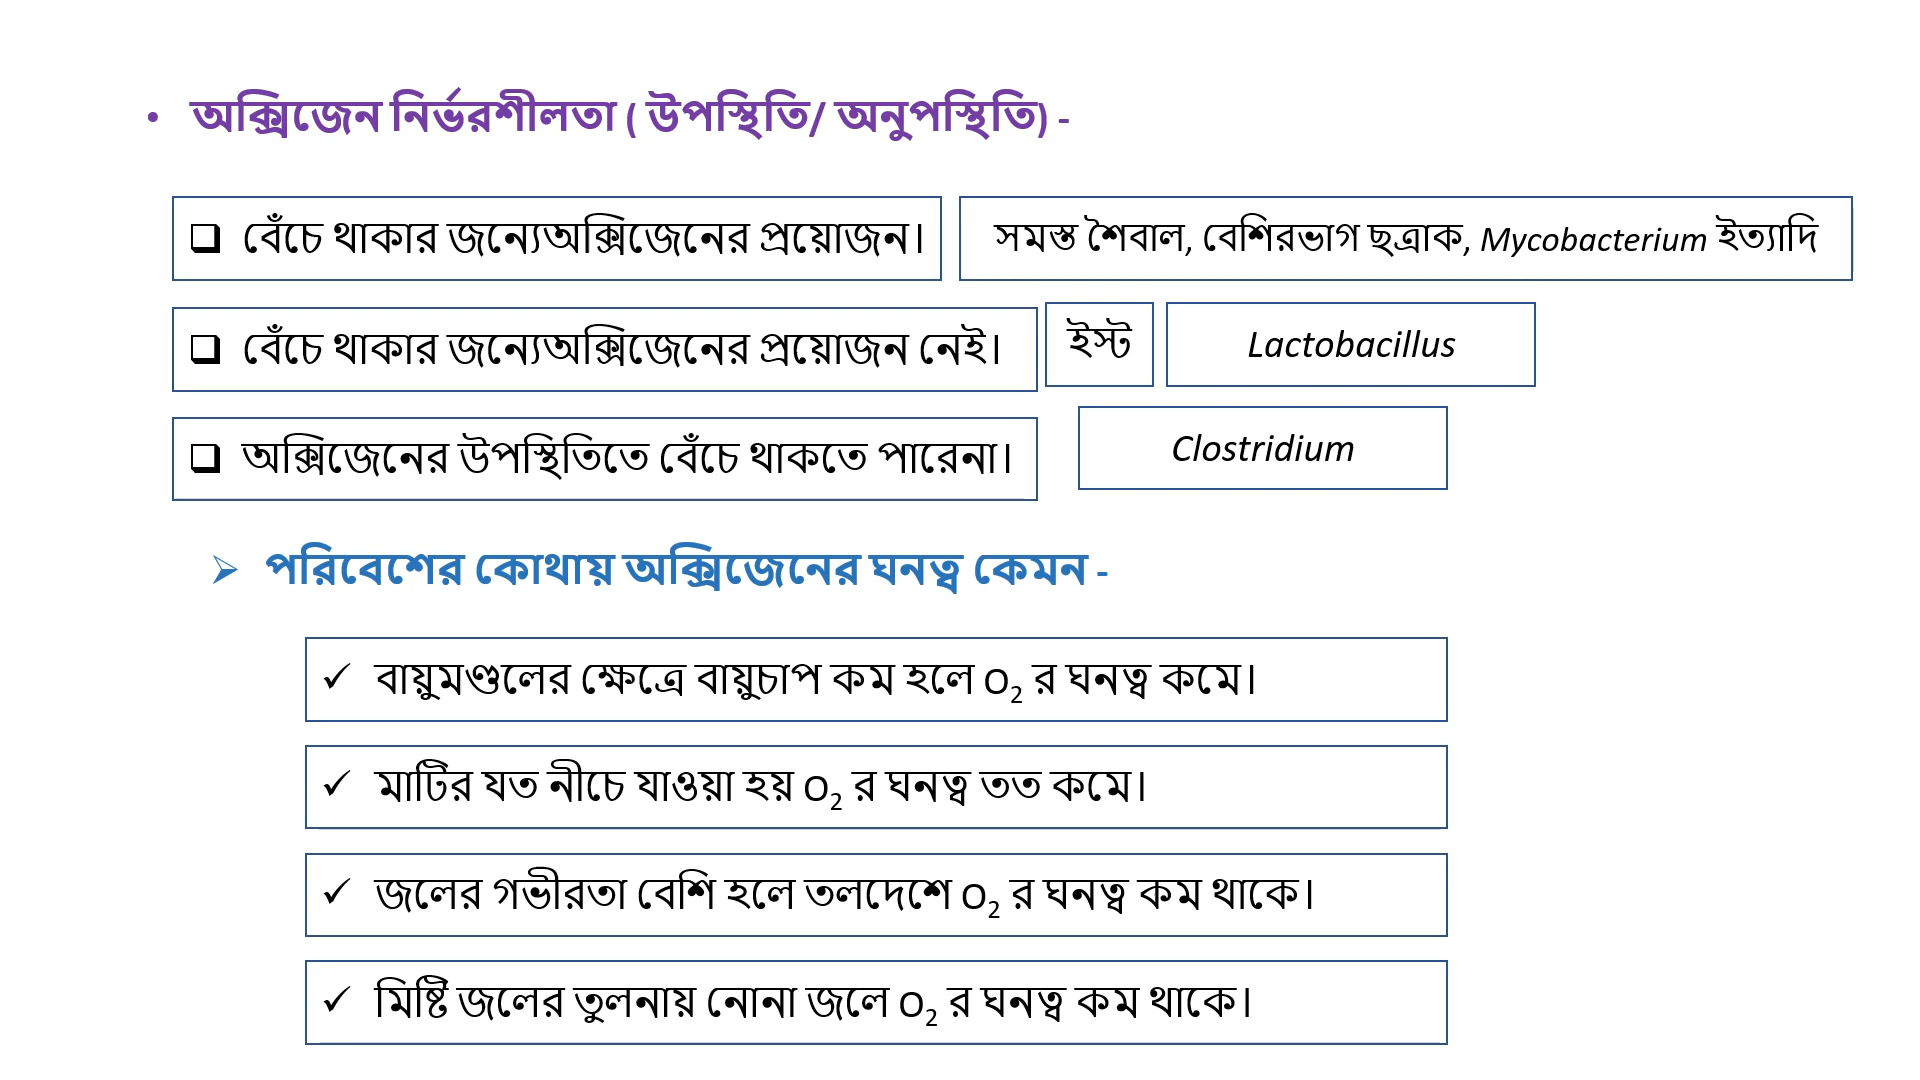 • অক্সিজেন নির্ভরশীলতা ( উপস্থিতি/ অনুপস্থিতি) -
❑ বেঁচে থাকার জন্যেঅক্সিজেনের প্রয়োজন। সমস্ত শৈবাল, বেশিরভাগ ছত্রাক, Mycobacterium ইত্যাদি
❑ বেঁচে থাকার জন্যেঅক্সিজেনের প্রয়োজন নেই। ইস্ট Lactobacillus
❑ অক্সিজেনের উপস্থিতিতে বেঁচে থাকতে পারেনা। Clostridium
➢ পরিবেশের কোথায় অক্সিজেনের ঘনত্ব কেমন -
✓ বায়ুমণ্ডলের ক্ষেত্রে বায়ুচাপ কম হলে O₂ র ঘনত্ব কমে।
✓ মাটির যত নীচে যাওয়া হয় O₂ র ঘনত্ব তত কমে।
✓ জলের গভীরতা বেশি হলে তলদেশে O₂ র ঘনত্ব কম থাকে।
✓ মিষ্টি জলের তুলনায় নোনা জলে O₂ র ঘনত্ব কম থাকে।